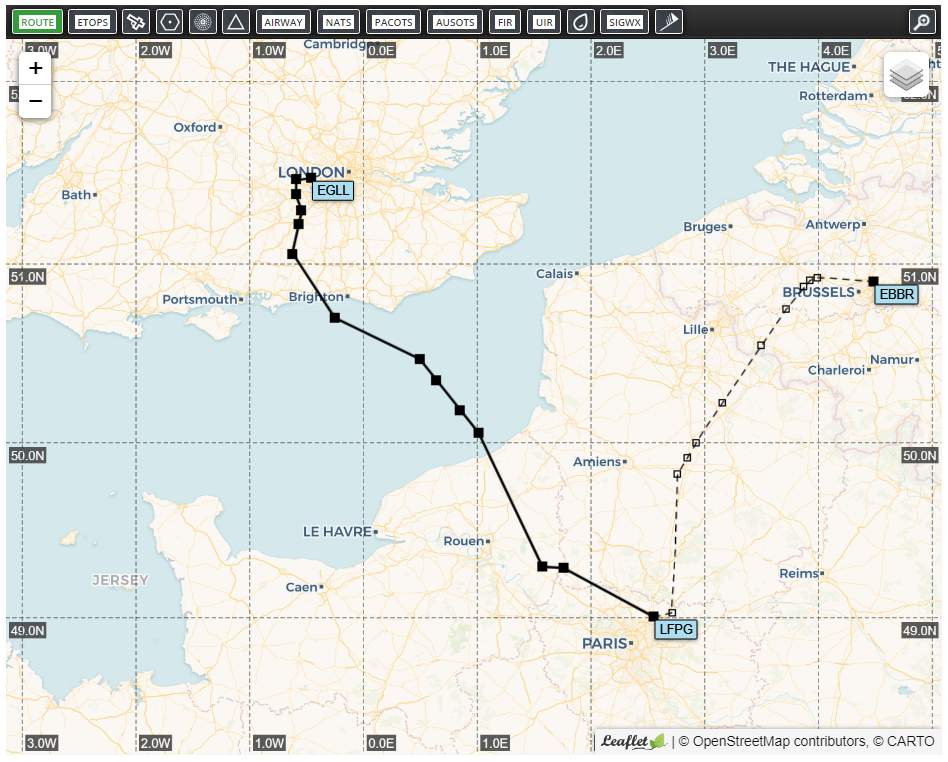 ROUTE ETOPS AIRWAY NATS PACOTS AUSOTS FIR UIR SIGWX
3.0W 2.0W 1.0W 0.0E 1.0E 2.0E 3.0E 4.0E
Cambridg
+
−
THE HAGUE
Rotterdam
Oxford
LONDON
EGLL
Bath
Bruges
Antwerp
51.0N
Calais
51.0N
Portsmouth
Brighton
BRUSSELS
EBBR
Lille
Namur
Charleroi
50.0N
Amiens
50.0N
LE HAVRE
Rouen
JERSEY
Caen
Reims
49.0N
LFPG
49.0N
PARIS
3.0W 2.0W 1.0W 0.0E 1.0E
Leaflet | © OpenStreetMap contributors, © CARTO